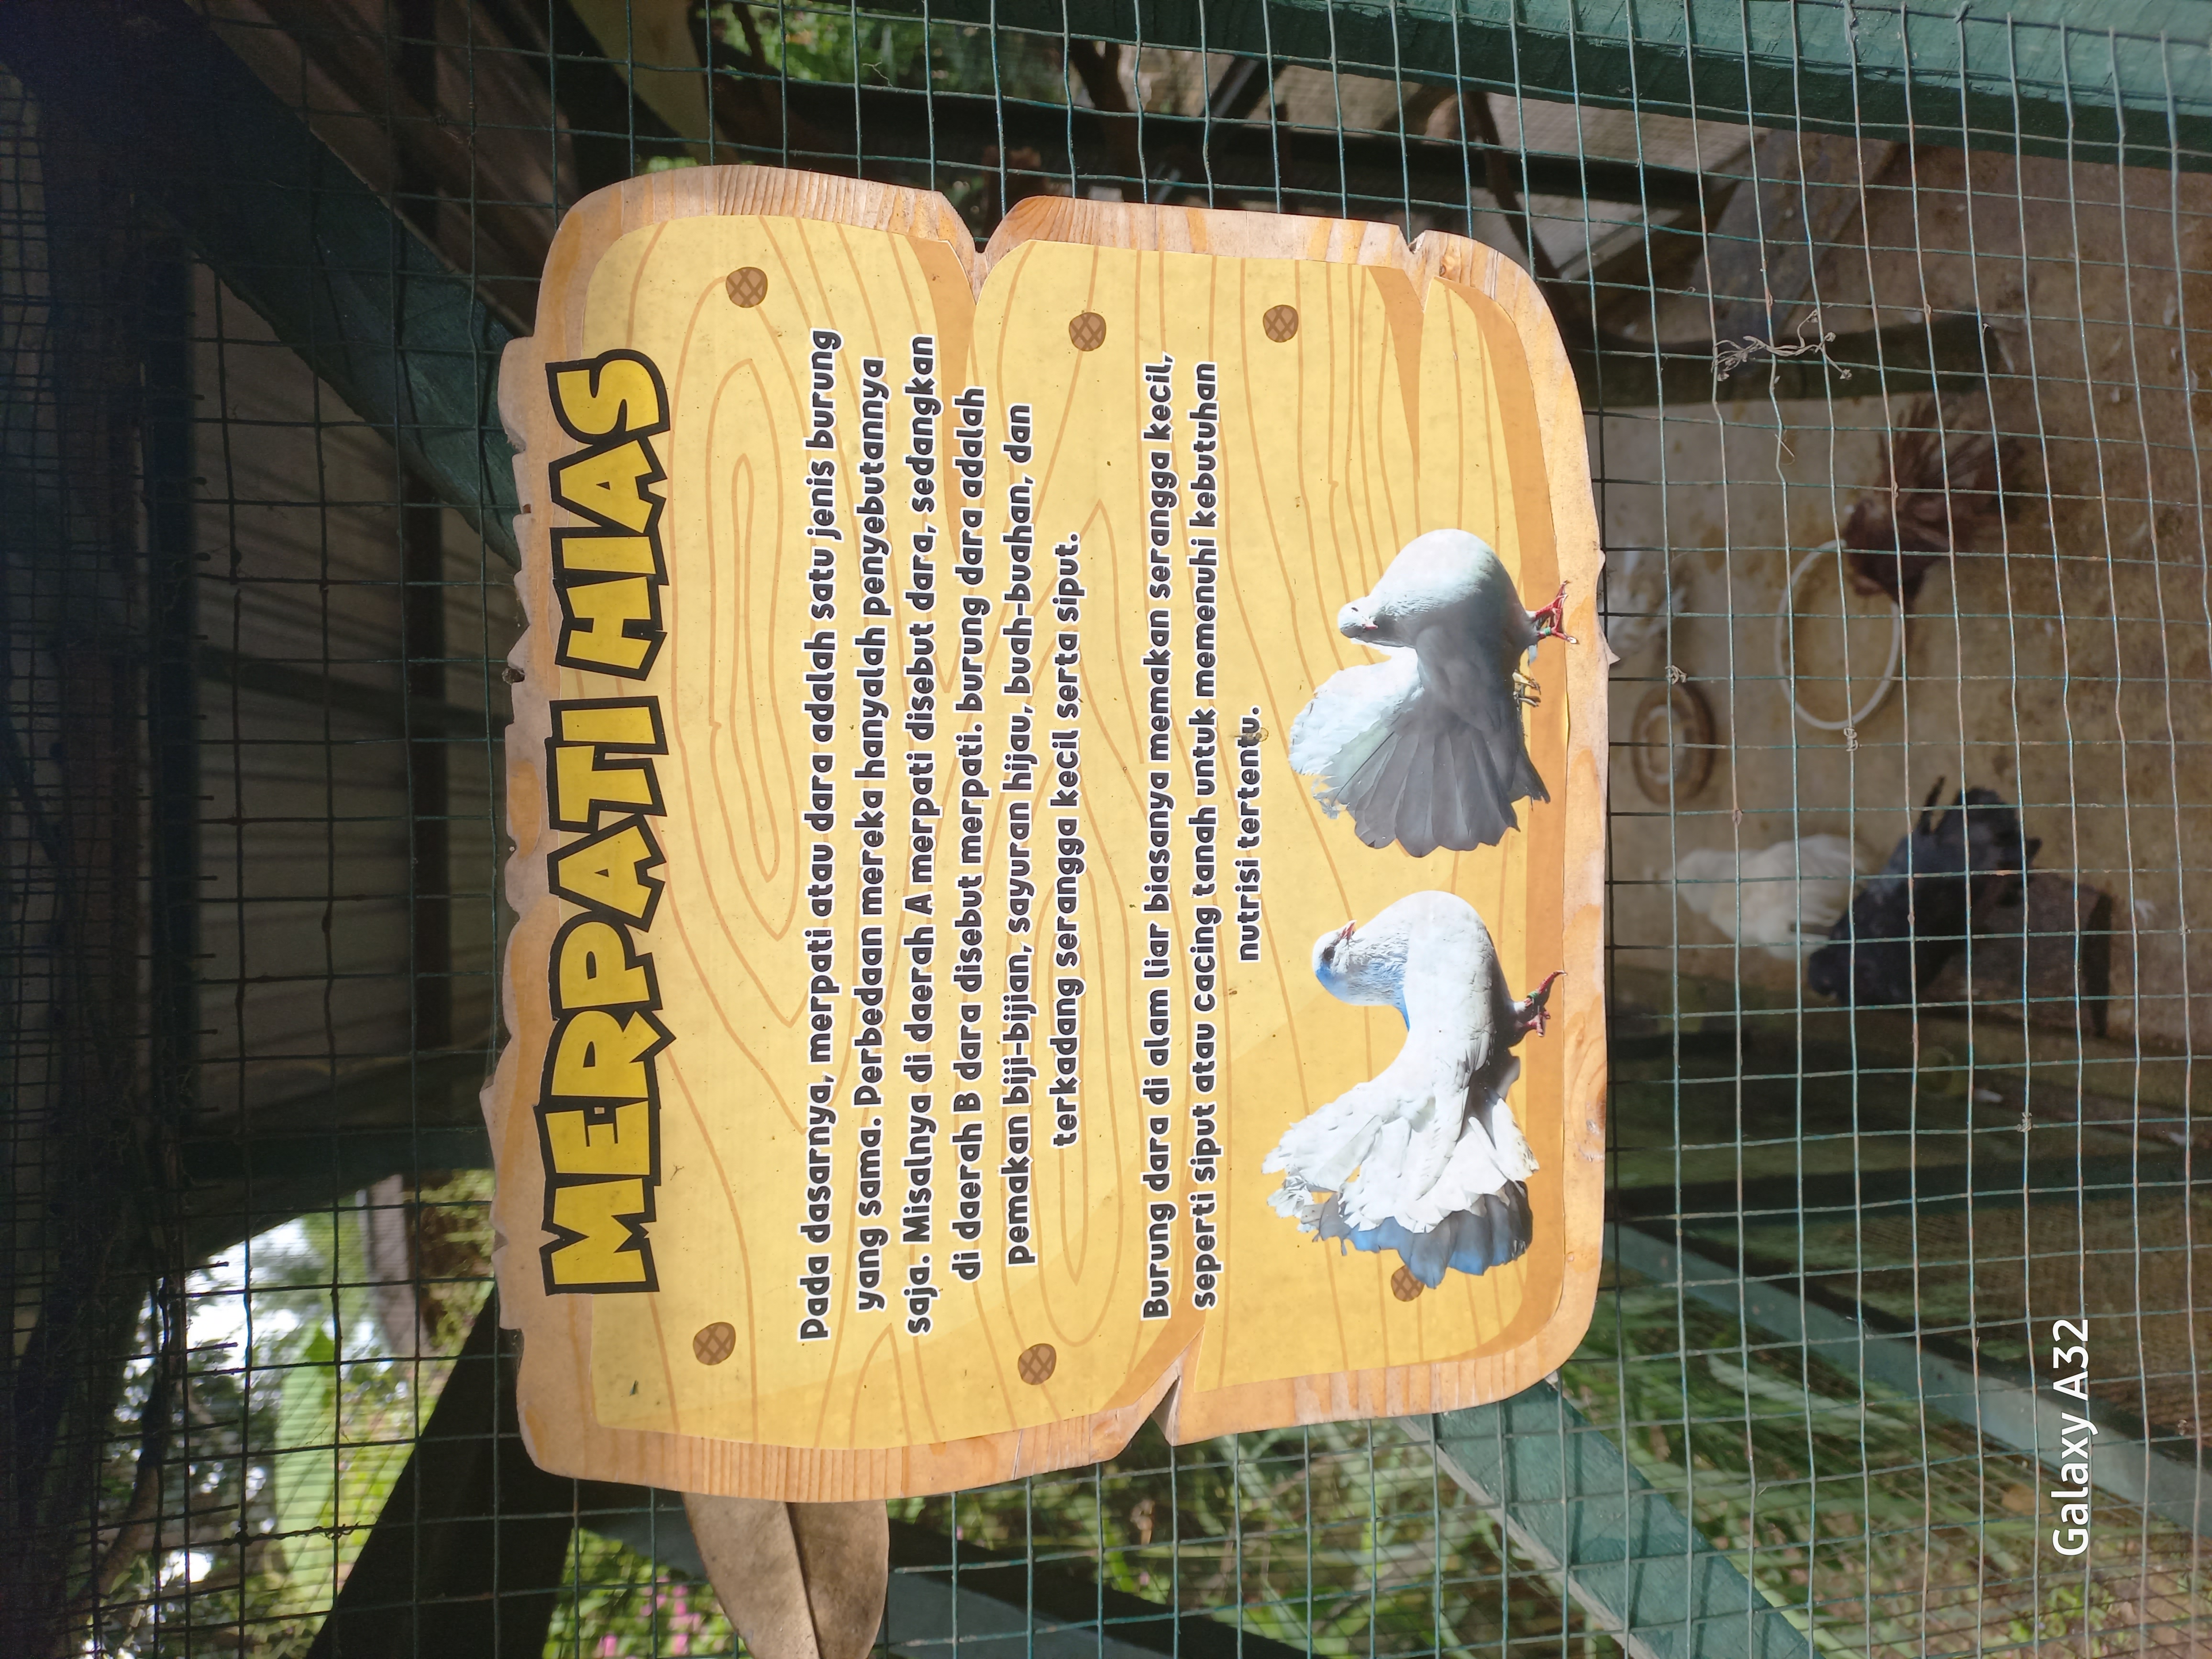 MERPATI HIAS
Pada dasarnya, merpati atau dara adalah satu jenis burung
yang sama. Perbedaan mereka hanyalah penyebutannya
saja. Misalnya di daerah A merpati disebut dara, sedangkan
di daerah B dara disebut merpati. burung dara adalah
pemakan biji-bijian, sayuran hijau, buah-buahan, dan
terkadang serangga kecil serta siput.
Burung dara di alam liar biasanya memakan serangga kecil,
seperti siput atau cacing tanah untuk memenuhi kebutuhan
nutrisi tertentu.
Galaxy A32